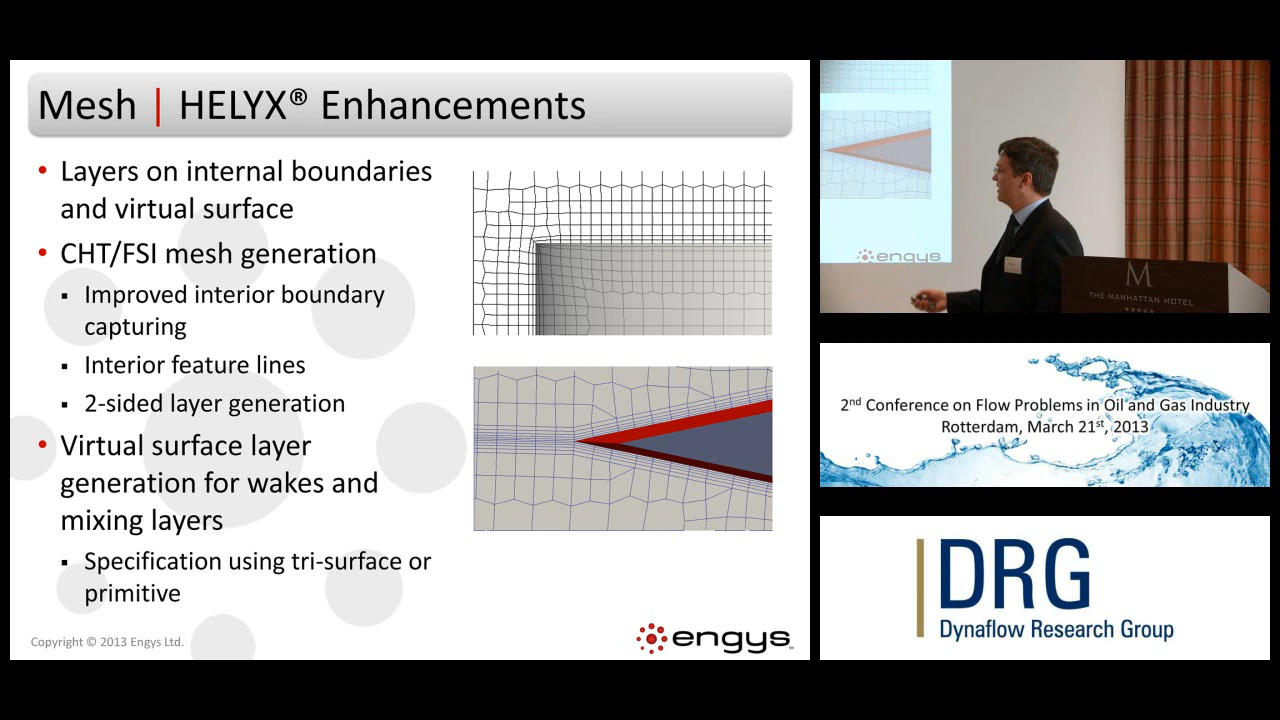 Mesh | HELYX® Enhancements
• Layers on internal boundaries
and virtual surface
• CHT/FSI mesh generation
▪ Improved interior boundary
capturing
▪ Interior feature lines
▪ 2-sided layer generation
• Virtual surface layer
generation for wakes and
mixing layers
▪ Specification using tri-surface or
primitive
Copyright © 2013 Engys Ltd.
engys
engys
M
THE MANHATTAN HOTEL
2nd Conference on Flow Problems in Oil and Gas Industry
Rotterdam, March 21st, 2013
DRG
Dynaflow Research Group